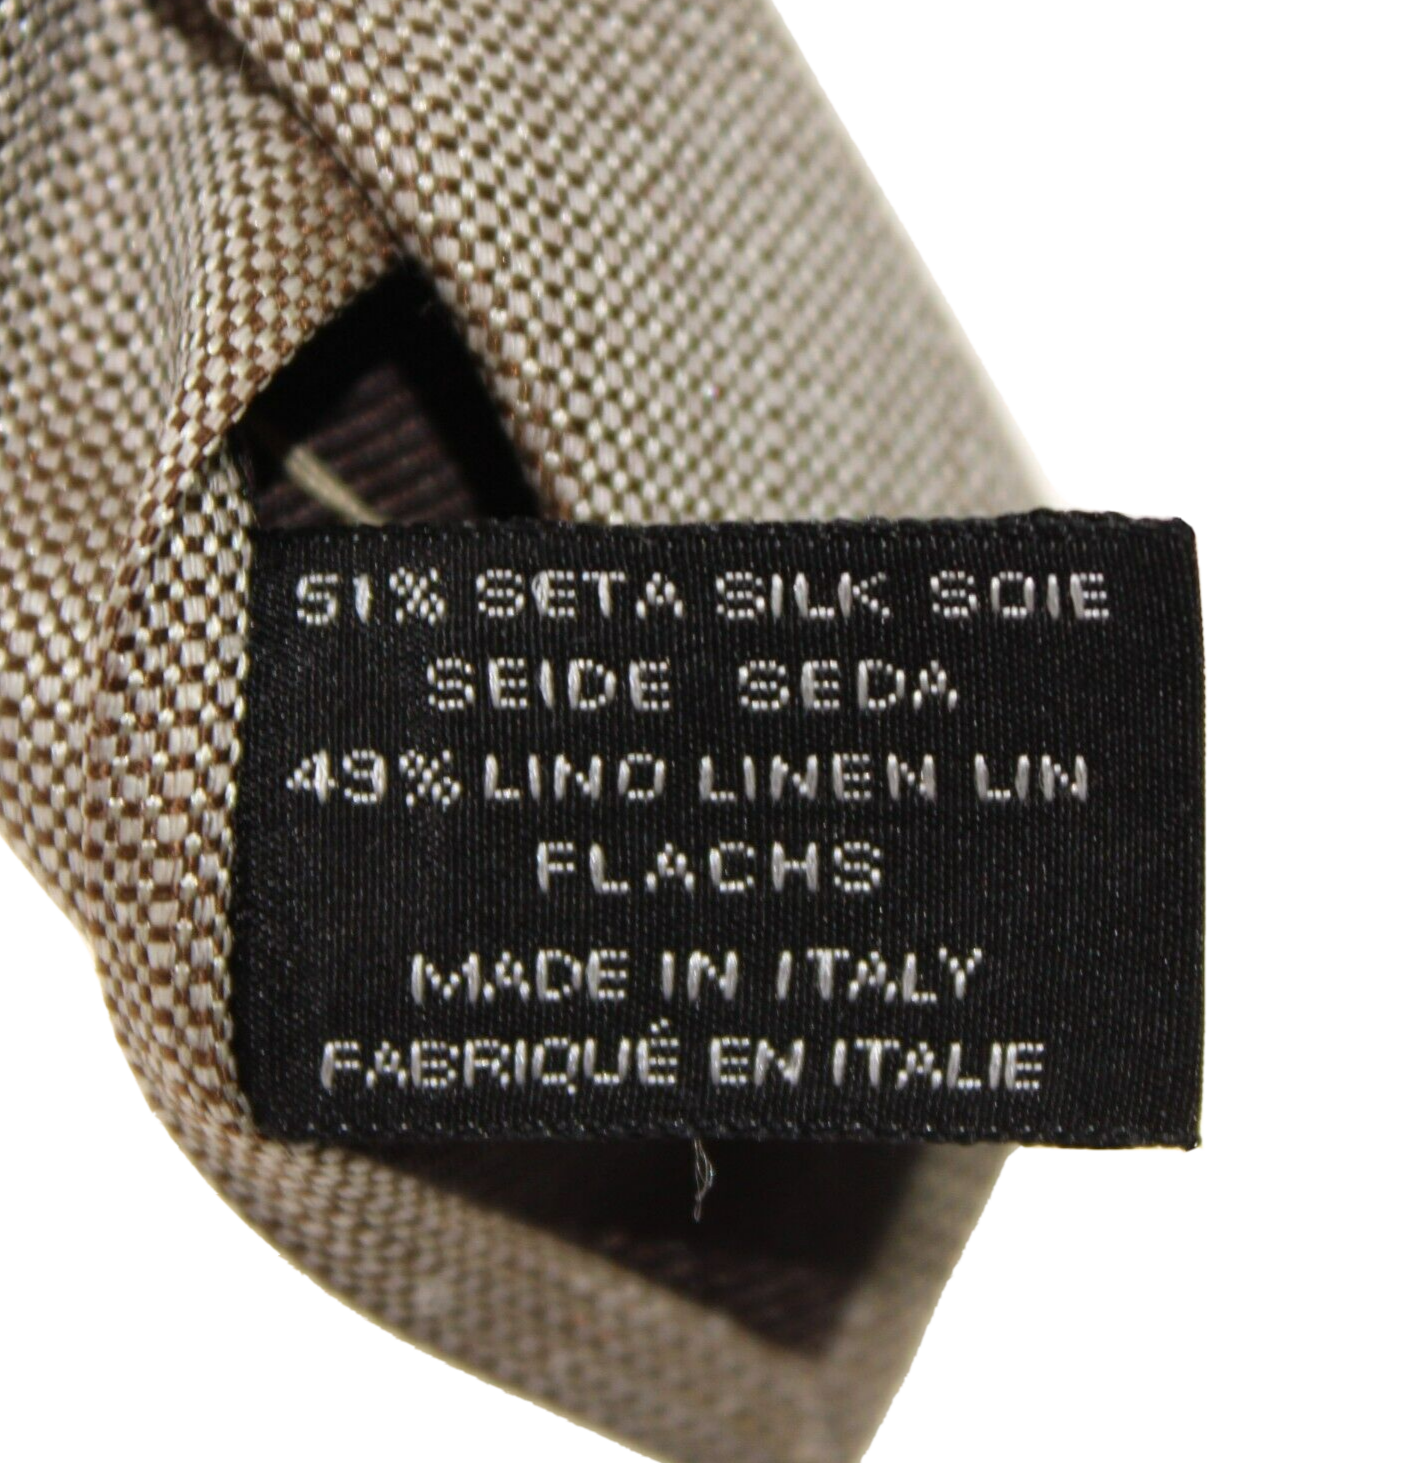 51% SETA SILK SOIE
SEIDE SEDA
49% LINO LINEN LIN
FLACHS
MADE IN ITALY
FABRIQUÉ EN ITALIE